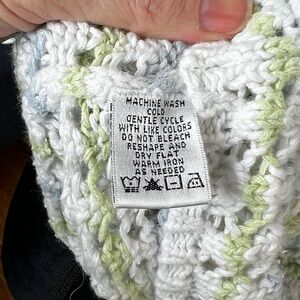 MACHINE WASH
COLD
GENTLE CYCLE
WITH LIKE COLORS
DO NOT BLEACH
RESHAPE AND
DRY FLAT
WARM IRON
AS NEEDED